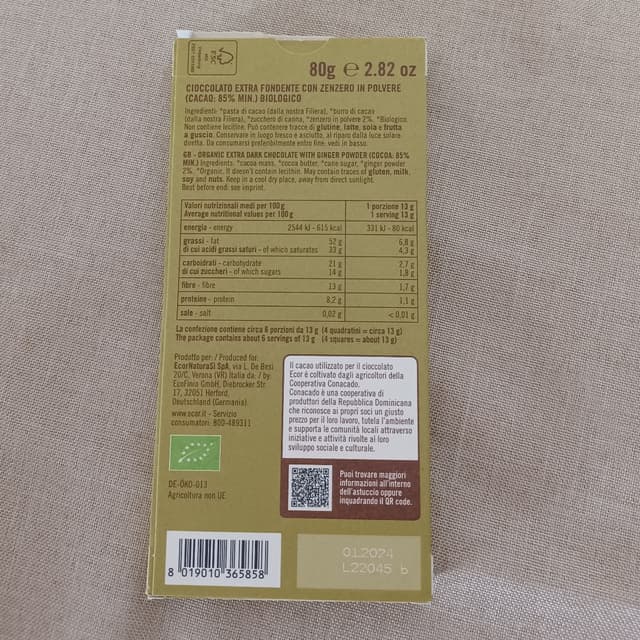 80g e 2.82 oz
CIOCCOLATO EXTRA FONDENTE CON ZENZERO IN POLVERE
(CACAO: 85% MIN.) BIOLOGICO
Ingredienti: *pasta di cacao (dalla nostra Filiera), *burro di cacao
(dalla nostra Filiera), *zucchero di canna, *zenzero in polvere 2%. *Biologico.
Non contiene lecitine. Può contenere tracce di glutine, latte, soia e frutta
a guscio. Conservare in luogo fresco e asciutto, al riparo dalla luce solare
diretta. Da consumarsi preferibilmente entro fine: vedi in basso.
GB - ORGANIC EXTRA DARK CHOCOLATE WITH GINGER POWDER (COCOA: 85%
MIN.) Ingredients: *cocoa mass, *cocoa butter, *cane sugar, *ginger powder
2%. *Organic. It doesn't contain lecithin. May contain traces of gluten, milk,
soy and nuts. Keep in a cool dry place, away from direct sunlight.
Best before end: see imprint.
Valori nutrizionali medi per 100g 1 porzione 13 g
Average nutritional values per 100g 1 serving 13 g
energia - energy 2544 kJ - 615 kcal 331 kJ - 80 kcal
grassi - fat 52 g 6,8 g
di cui acidi grassi saturi - of which saturates 33 g 4,3 g
carboidrati - carbohydrate 21 g 2,7 g
di cui zuccheri - of which sugars 14 g 1,8 g
fibre - fibre 13 g 1,7 g
proteine - protein 8,2 g 1,1 g
sale - salt 0,02 g < 0,01 g
La confezione contiene circa 6 porzioni da 13 g (4 quadratini = circa 13 g)
The package contains about 6 servings of 13 g (4 squares = about 13 g)
Prodotto per: / Produced for:
EcorNaturaSì SpA, via L. De Besi
20/C, Verona (VR) Italia da: / by:
EcoFinia GmbH, Diebrocker Str.
17, 32051 Herford,
Deutschland (Germania).
www.ecor.it - Servizio
consumatori: 800-489311
Il cacao utilizzato per il cioccolato
Ecor è coltivato dagli agricoltori della
Cooperativa Conacado.
Conacado è una cooperativa di
produttori della Repubblica Dominicana
che riconosce ai propri soci un giusto
prezzo per il loro lavoro, tutela l'ambiente
e supporta le comunità locali attraverso
iniziative e attività rivolte al loro
sviluppo sociale e culturale.
Puoi trovare maggiori
informazioni all'interno
dell'astuccio oppure
inquadrando il QR code.
DE-ÖKO-013
Agricoltura non UE
8 019010 365858
012024
L22045 b